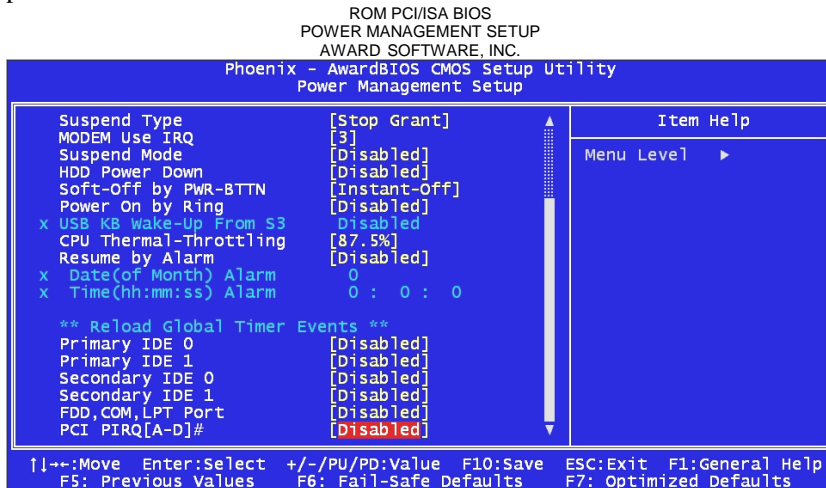 ROM PCI/ISA BIOS
POWER MANAGEMENT SETUP
AWARD SOFTWARE, INC.
Phoenix - AwardBIOS CMOS Setup Utility
Power Management Setup
Suspend Type [Stop Grant]
MODEM Use IRQ [3]
Suspend Mode [Disabled]
HDD Power Down [Disabled]
Soft-Off by PWR-BTTN [Instant-Off]
Power On by Ring [Disabled]
x USB KB Wake-Up From S3 Disabled
CPU Thermal-Throttling [87.5%]
Resume by Alarm [Disabled]
x Date(of Month) Alarm 0
x Time(hh:mm:ss) Alarm 0 : 0 : 0
** Reload Global Timer Events **
Primary IDE 0 [Disabled]
Primary IDE 1 [Disabled]
Secondary IDE 0 [Disabled]
Secondary IDE 1 [Disabled]
FDD,COM,LPT Port [Disabled]
PCI PIRQ[A-D]# [Disabled]
Item Help
Menu Level ►
↑↓→←:Move Enter:Select +/-/PU/PD:Value F10:Save ESC:Exit F1:General Help
F5: Previous Values F6: Fail-Safe Defaults F7: Optimized Defaults